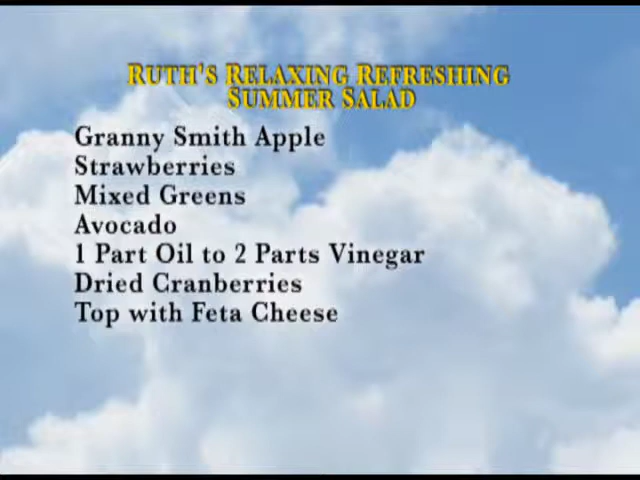 RUTH'S RELAXING REFRESHING
SUMMER SALAD
Granny Smith Apple
Strawberries
Mixed Greens
Avocado
1 Part Oil to 2 Parts Vinegar
Dried Cranberries
Top with Feta Cheese